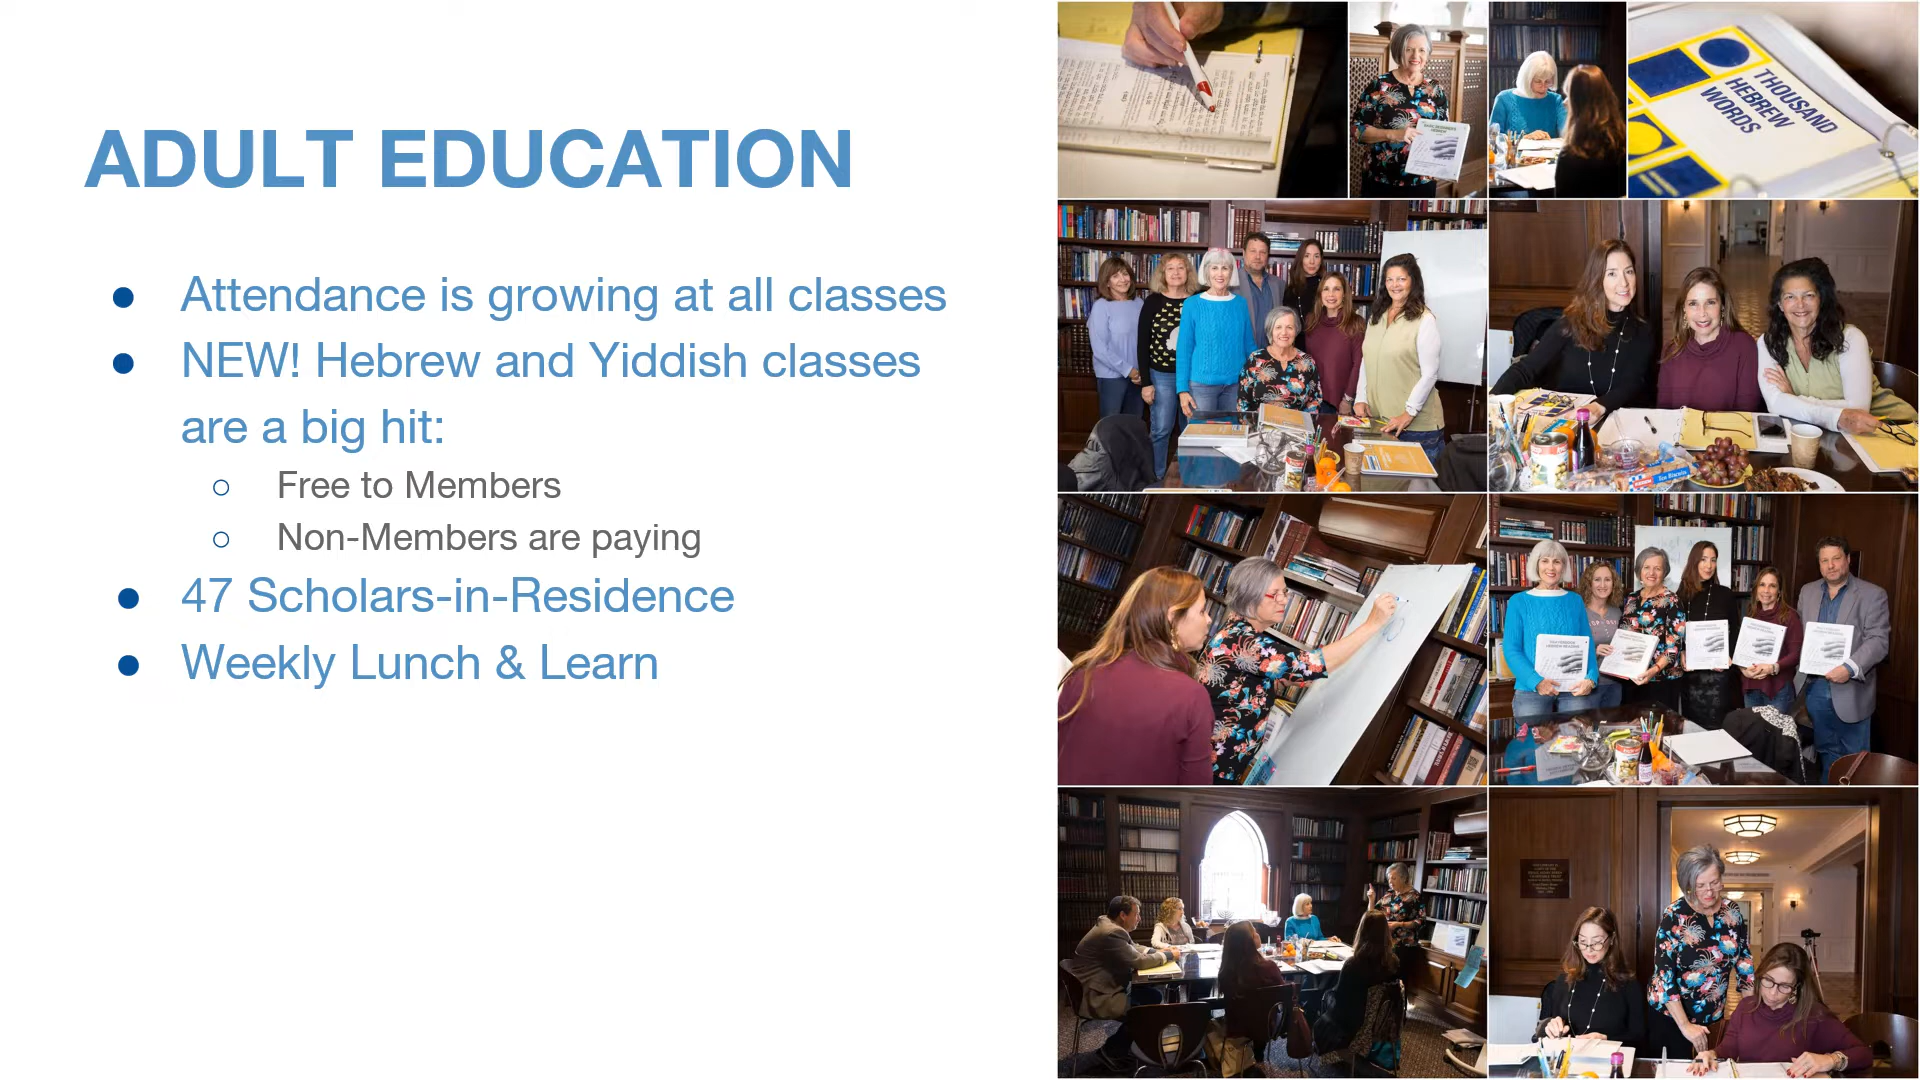 ADULT EDUCATION
● Attendance is growing at all classes
● NEW! Hebrew and Yiddish classes
are a big hit:
○ Free to Members
○ Non-Members are paying
● 47 Scholars-in-Residence
● Weekly Lunch & Learn
THOUSAND
HEBREW
WORDS